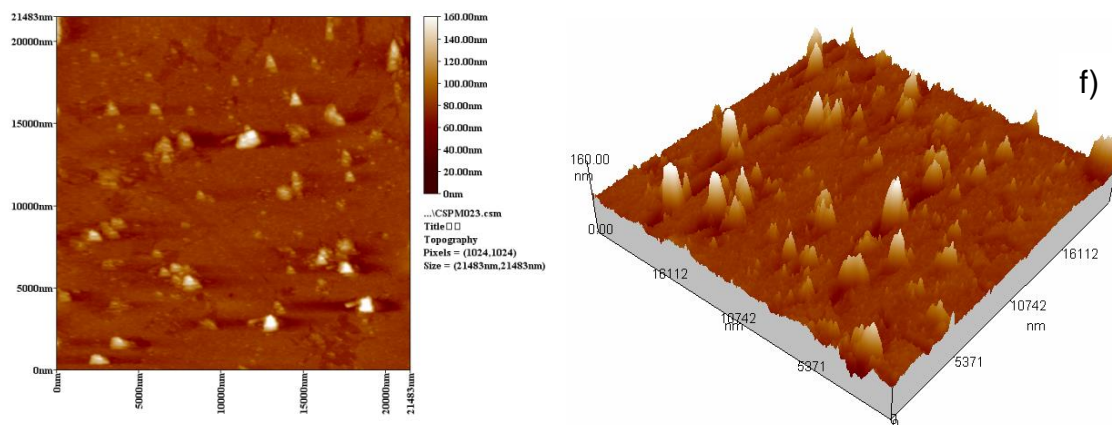 21483nm
20000nm
15000nm
10000nm
5000nm
0nm
0nm
5000nm
10000nm
15000nm
20000nm
21483nm
160.00nm
140.00nm
120.00nm
100.00nm
80.00nm
60.00nm
40.00nm
20.00nm
0nm
...\CSPM023.csm
Title□□
Topography
Pixels = (1024,1024)
Size = (21483nm,21483nm)
f)
160.00
nm
0.00
16112
10742
nm
5371
0
5371
10742
nm
16112